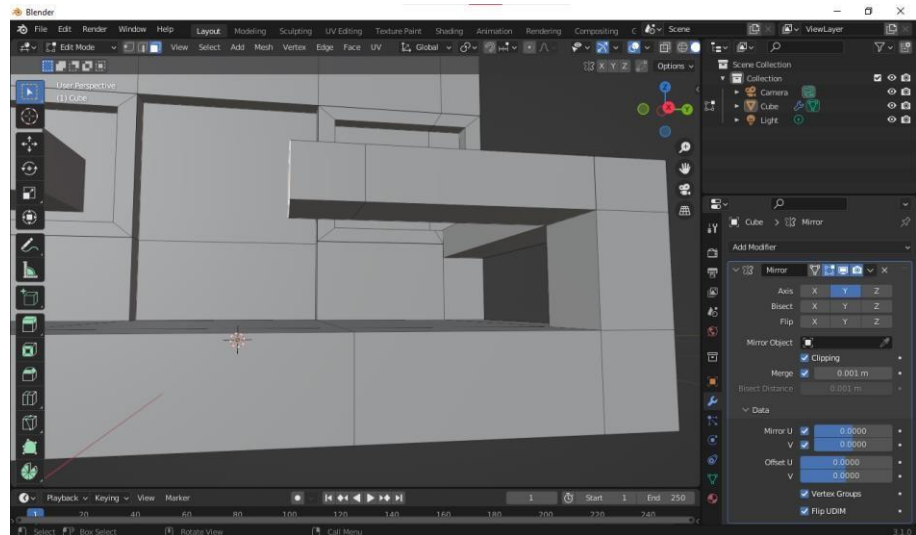 Blender
File Edit Render Window Help Layout Modeling Sculpting UV Editing Texture Paint Shading Animation Rendering Compositing Scene ViewLayer
Edit Mode View Select Add Mesh Vertex Edge Face UV Global
X Y Z Options
User Perspective
(1) Cube
X
Y
Scene Collection
Collection
Camera
Cube
Light
Cube > Mirror
Add Modifier
Mirror
Axis X Y Z
Bisect X Y Z
Flip X Y Z
Mirror Object
Clipping
Merge 0.001 m
Bisect Distance 0.001 m
Data
Mirror U 0.0000
V 0.0000
Offset U 0.0000
V 0.0000
Vertex Groups
Flip UDIM
Playback Keying View Marker 1 Start 1 End 250
1 20 40 60 80 100 120 140 160 180 200 220 240
Select Box Select Rotate View Call Menu 3.1.0